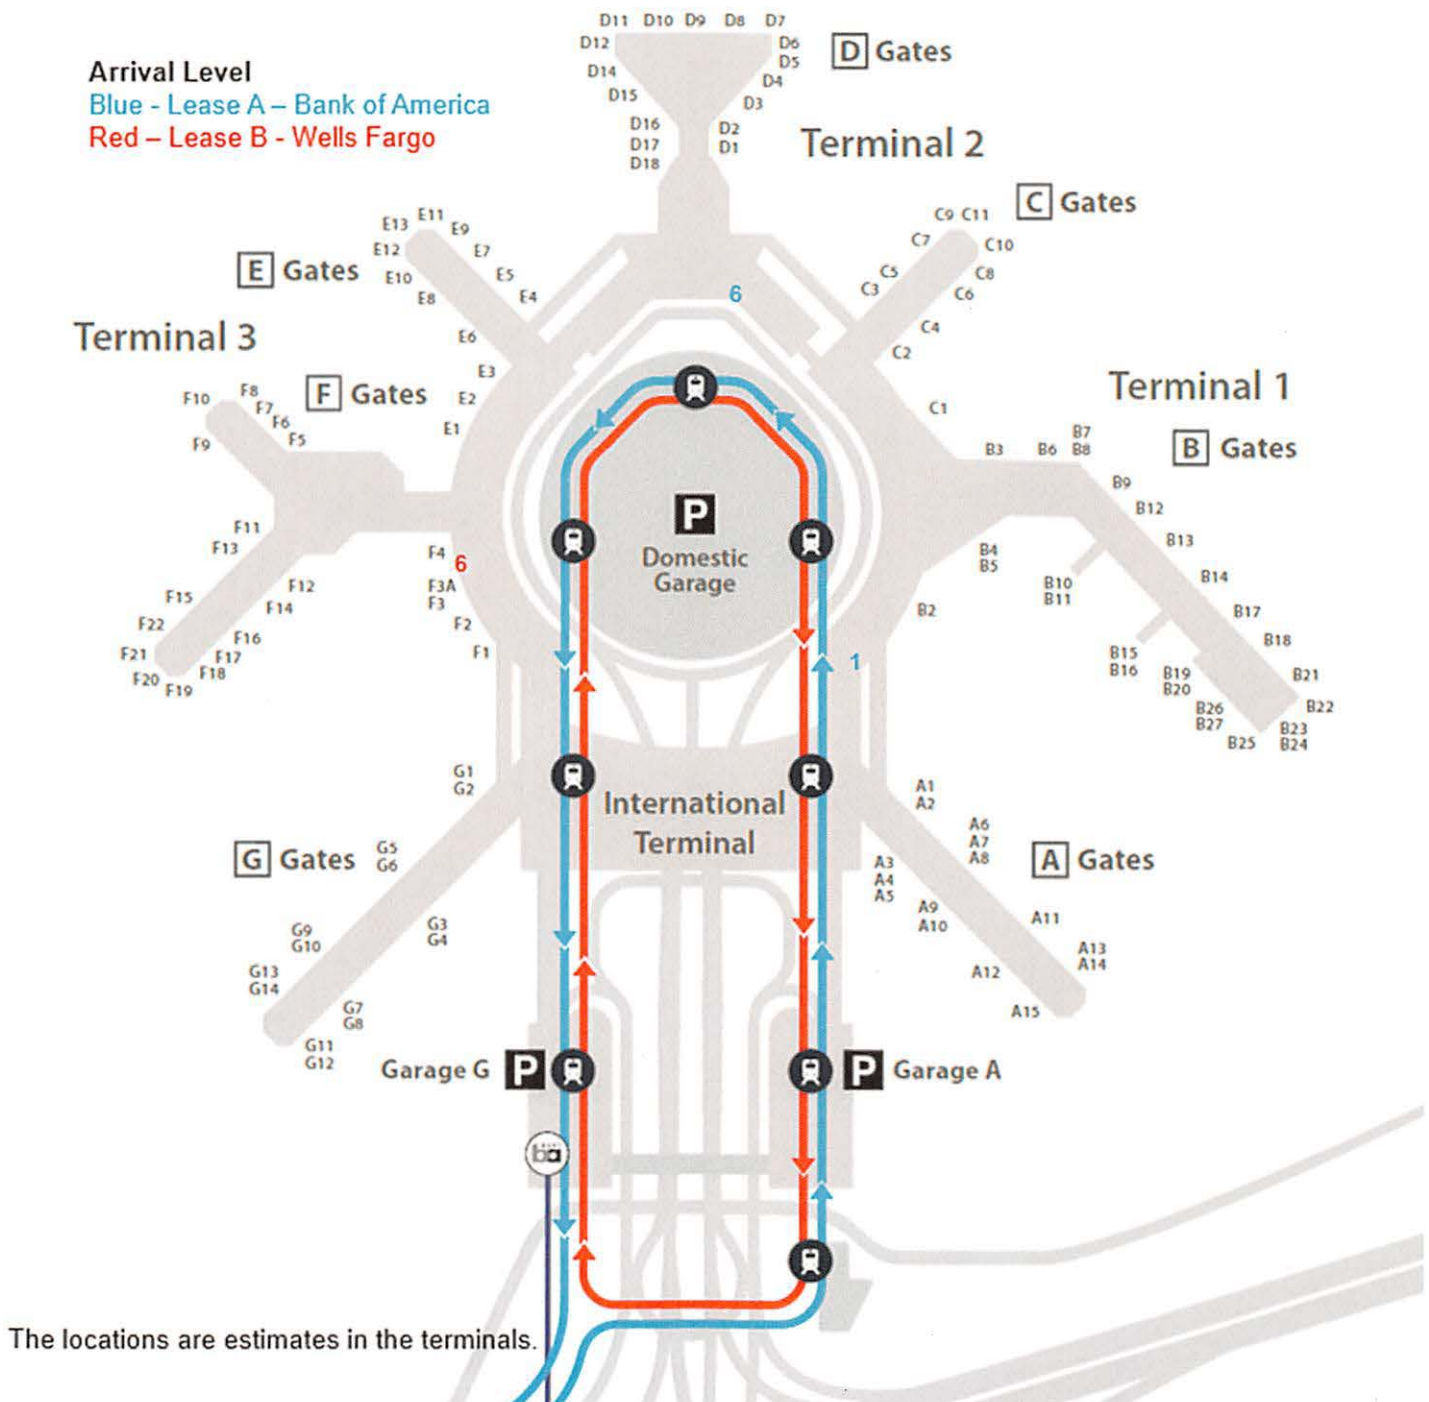 Arrival Level
Blue - Lease A – Bank of America
Red – Lease B - Wells Fargo
D11 D10 D9 D8 D7
D12
D6
D5
D14
D4
D15
D3
D16
D2
D17
D1
D18
D Gates
Terminal 2
C9 C11
C Gates
C7
C10
C5
C8
C3
C6
C4
C2
C1
E11
E13
E9
E12
E7
E10
E5
E8
E4
E6
E3
E2
E1
E Gates
Terminal 3
6
F Gates
F10
F8
F7
F6
F9
F5
F11
F13
F4
6
F3A
F3
F12
F15
F14
F2
F22
F16
F1
F21
F17
F18
F20
F19
P
Domestic
Garage
Terminal 1
B Gates
B7
B8
B3
B6
B9
B12
B13
B4
B5
B14
B10
B11
B2
B17
B18
B15
B16
B19
B20
B21
B22
B26
B27
B23
B24
B25
1
G1
G2
International
Terminal
A1
A2
G Gates
G5
G6
A6
A7
A8
A Gates
A3
A4
A5
G3
G4
A9
A10
A11
G9
G10
A13
A14
G13
G14
A12
G7
G8
A15
G11
G12
Garage G P
P Garage A
ba
The locations are estimates in the terminals.